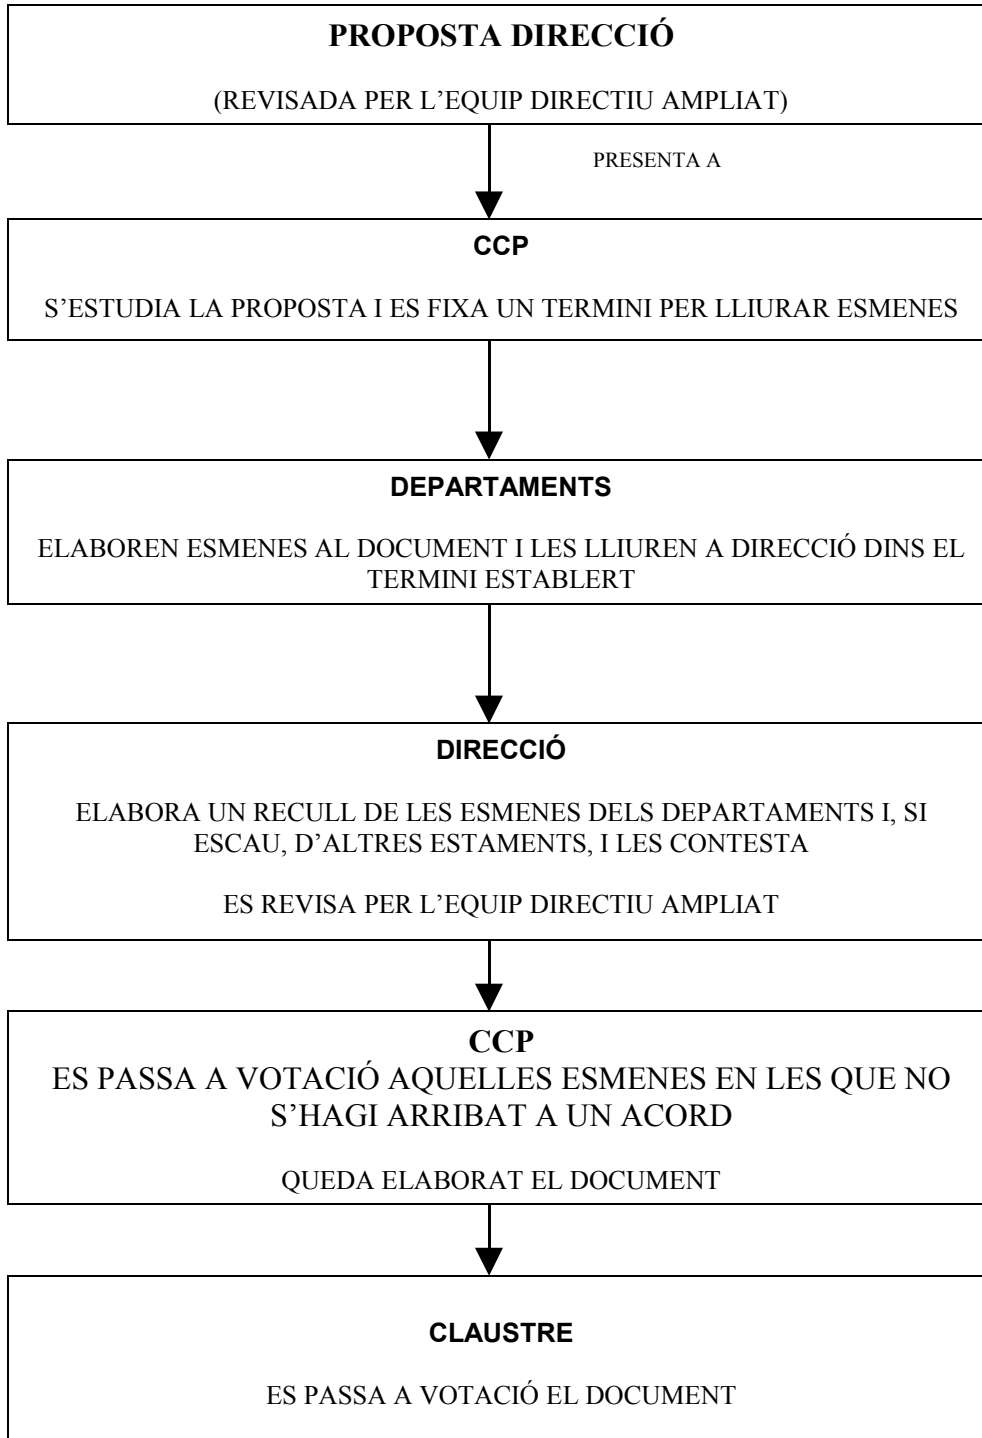 PROPOSTA DIRECCIÓ
(REVISADA PER L’EQUIP DIRECTIU AMPLIAT)
PRESENTA A
CCP
S’ESTUDIA LA PROPOSTA I ES FIXA UN TERMINI PER LLIURAR ESMENES
DEPARTAMENTS
ELABOREN ESMENES AL DOCUMENT I LES LLIUREN A DIRECCIÓ DINS EL
TERMINI ESTABLERT
DIRECCIÓ
ELABORA UN RECULL DE LES ESMENES DELS DEPARTAMENTS I, SI
ESCAU, D’ALTRES ESTAMENTS, I LES CONTESTA
ES REVISA PER L’EQUIP DIRECTIU AMPLIAT
CCP
ES PASSA A VOTACIÓ AQUELLES ESMENES EN LES QUE NO
S’HAGI ARRIBAT A UN ACORD
QUEDA ELABORAT EL DOCUMENT
CLAUSTRE
ES PASSA A VOTACIÓ EL DOCUMENT